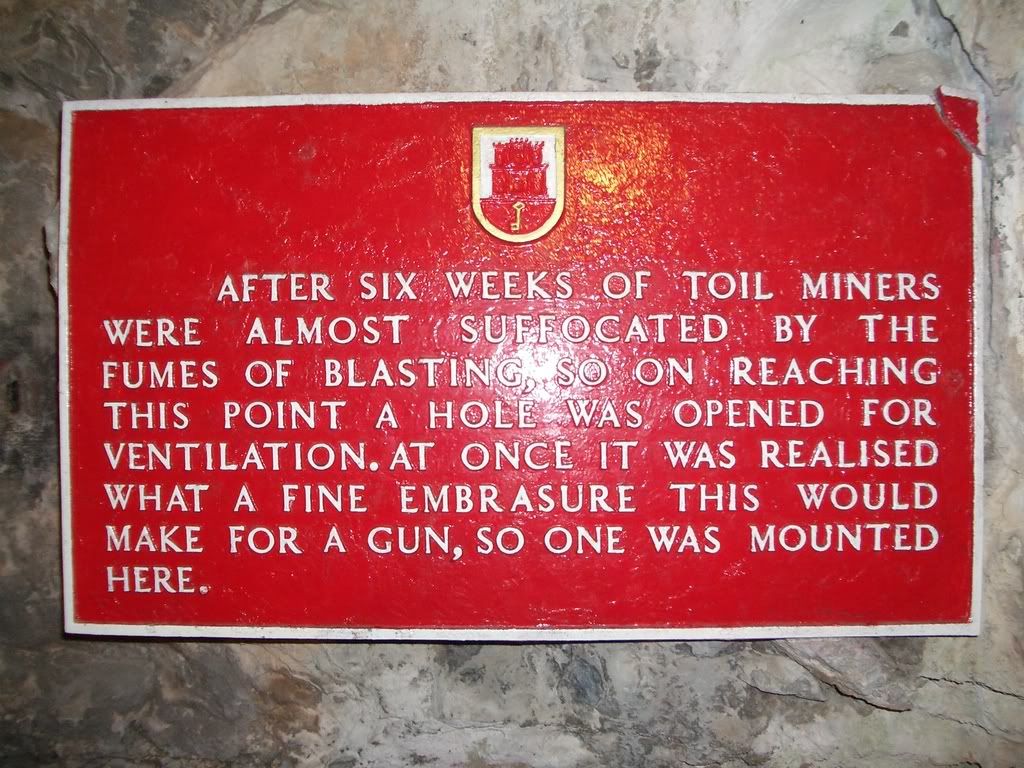 AFTER SIX WEEKS OF TOIL MINERS
WERE ALMOST SUFFOCATED BY THE
FUMES OF BLASTING, SO ON REACHING
THIS POINT A HOLE WAS OPENED FOR
VENTILATION. AT ONCE IT WAS REALISED
WHAT A FINE EMBRASURE THIS WOULD
MAKE FOR A GUN, SO ONE WAS MOUNTED
HERE.